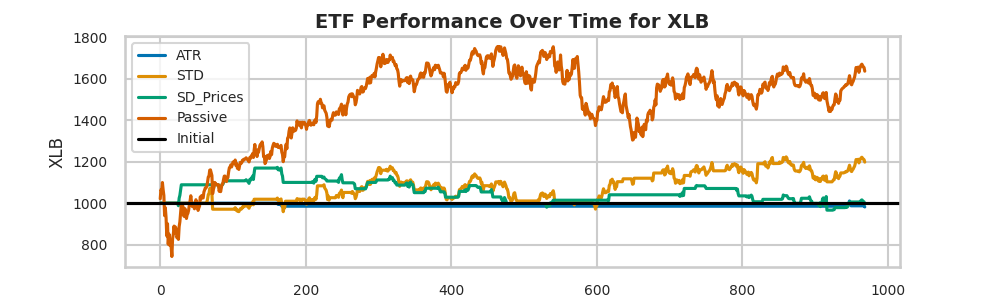 ETF Performance Over Time for XLB
1800
1600
1400
1200
1000
800
XLB
ATR
STD
SD_Prices
Passive
Initial
0 200 400 600 800 1000